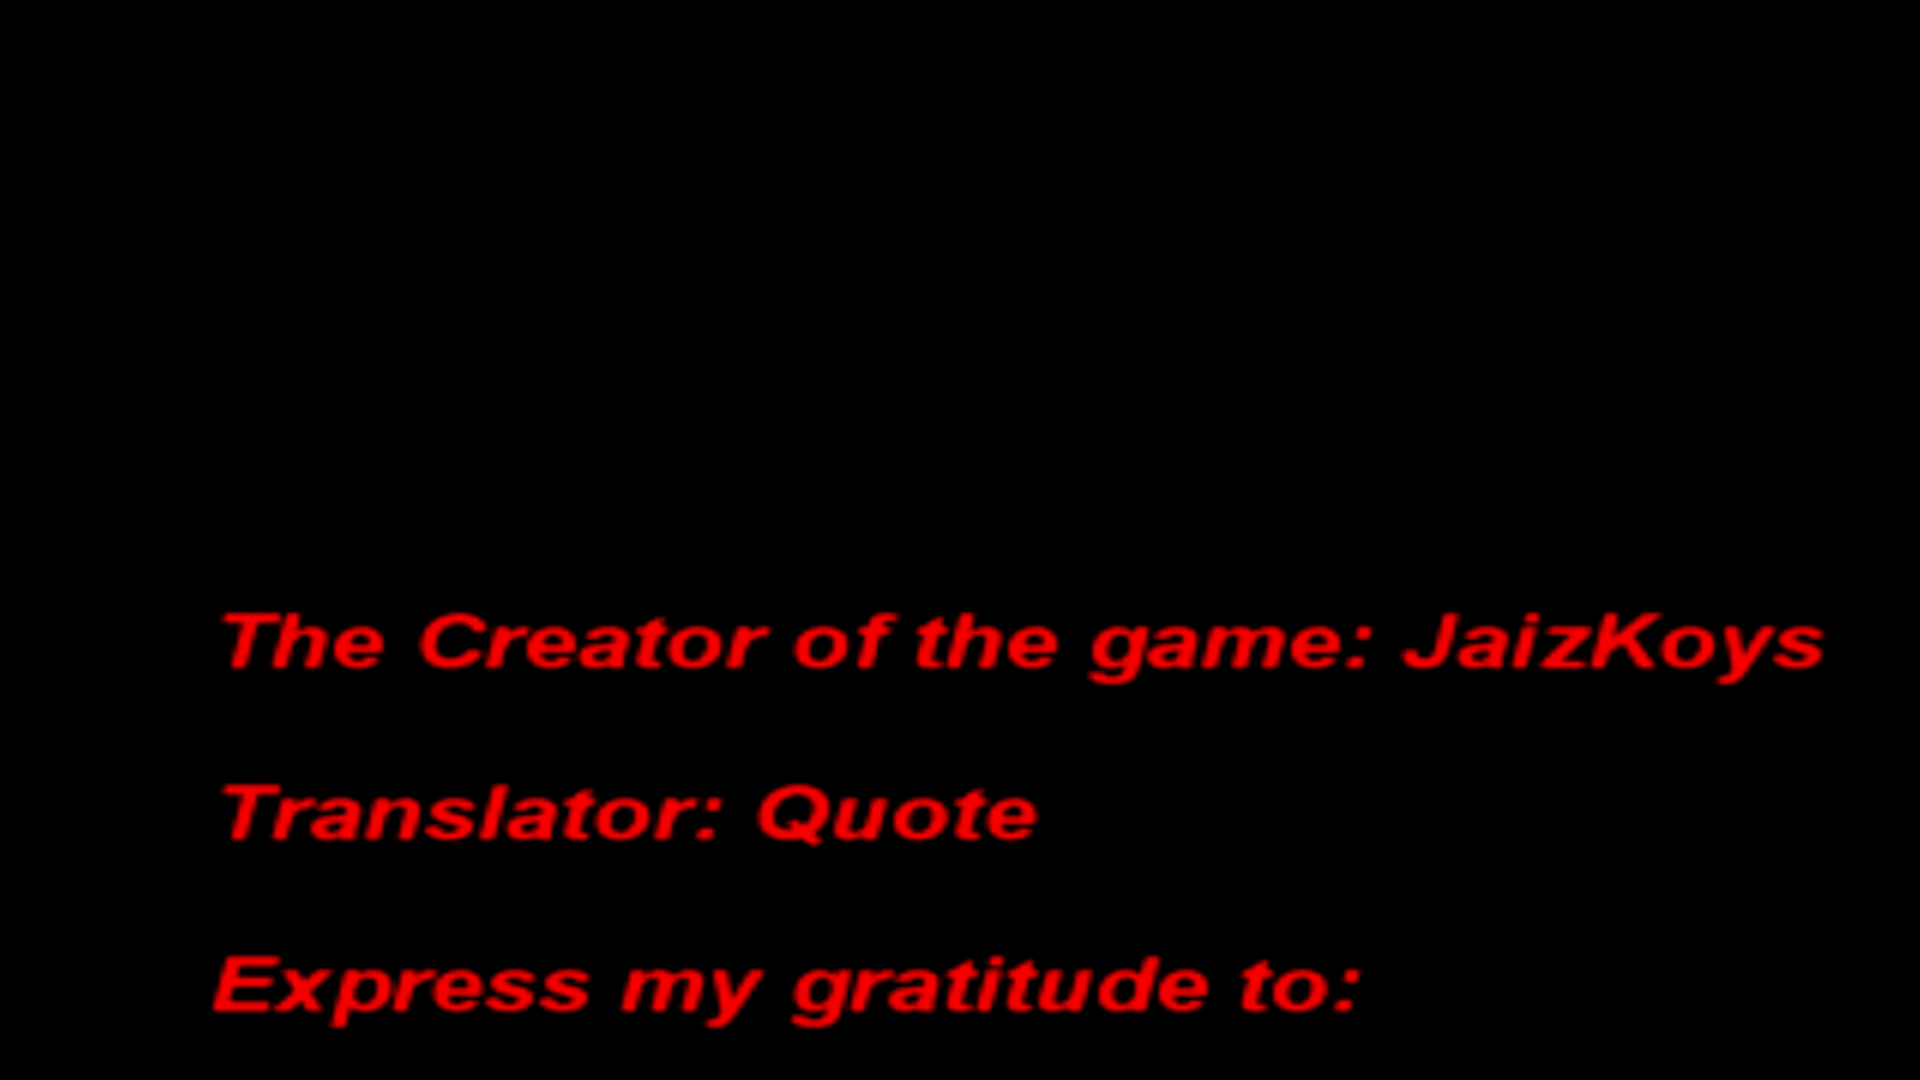 The Creator of the game: JaizKoys
Translator: Quote
Express my gratitude to: